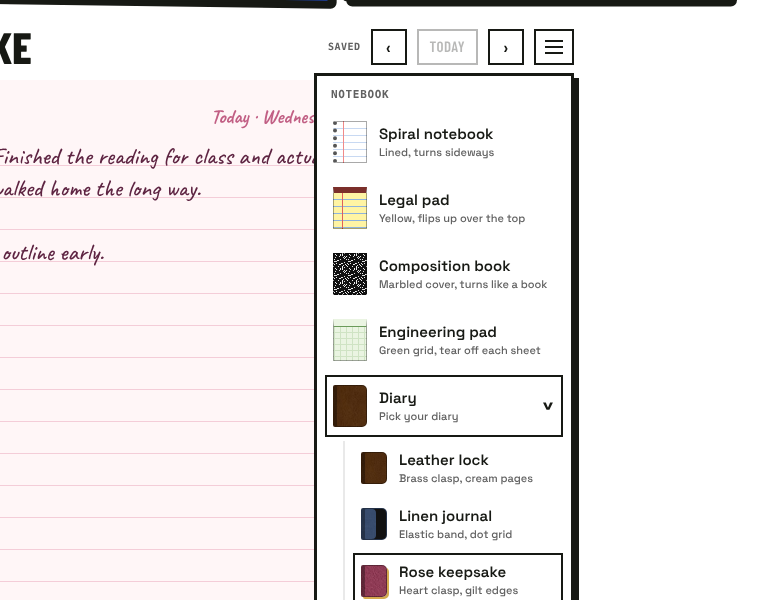 KE
SAVED
‹
TODAY
›
NOTEBOOK
Today · Wednes
Finished the reading for class and actu
walked home the long way.
outline early.
Spiral notebook
Lined, turns sideways
Legal pad
Yellow, flips up over the top
Composition book
Marbled cover, turns like a book
Engineering pad
Green grid, tear off each sheet
Diary
Pick your diary
v
Leather lock
Brass clasp, cream pages
Linen journal
Elastic band, dot grid
Rose keepsake
Heart clasp, gilt edges